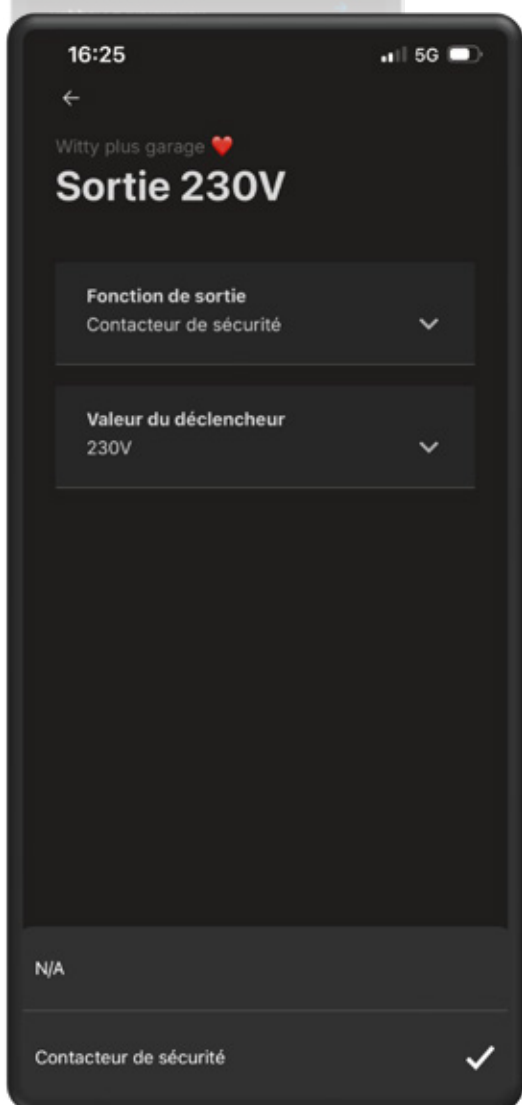 16:25
5G
Witty plus garage ❤️
Sortie 230V
Fonction de sortie
Contacteur de sécurité
Valeur du déclencheur
230V
N/A
Contacteur de sécurité